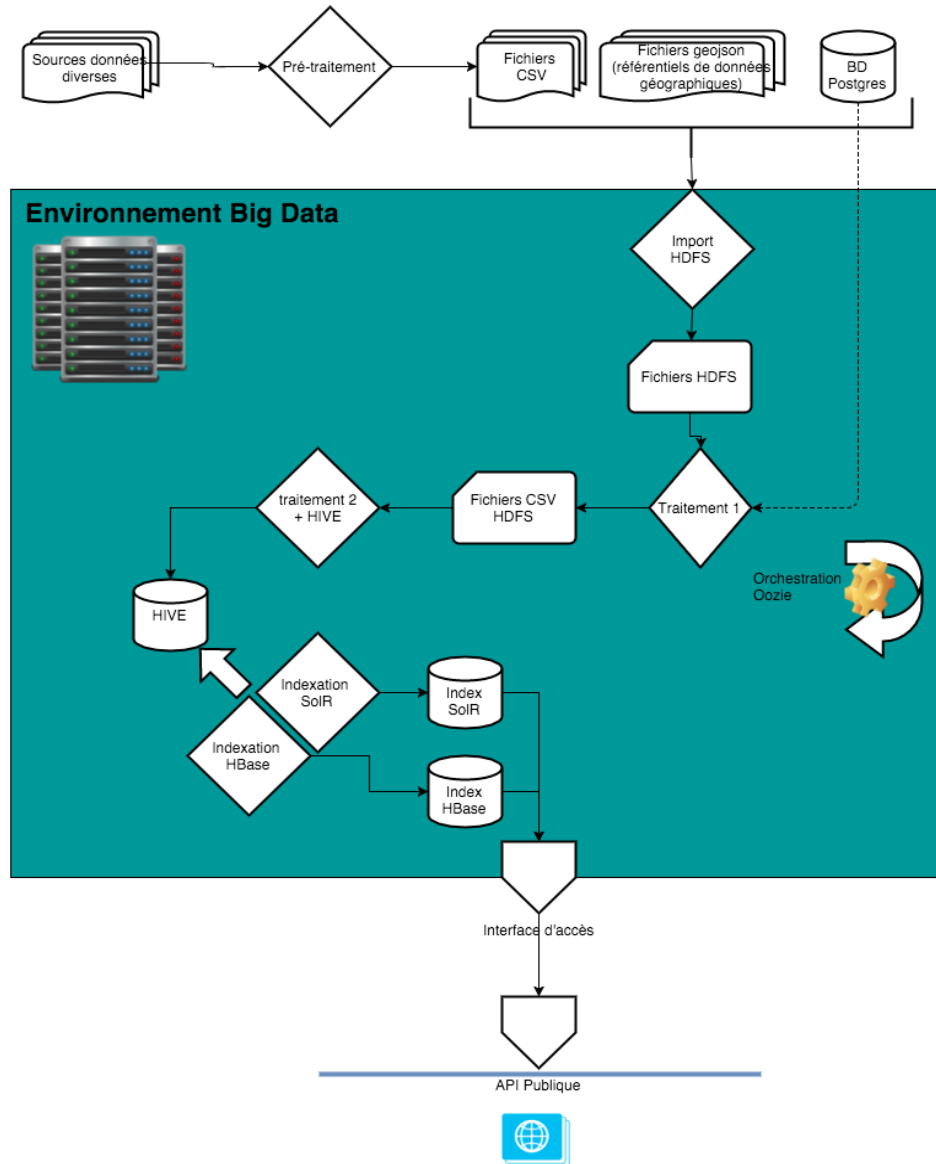 Sources données
diverses
Pré-traitement
Fichiers
CSV
Fichiers geojson
(référentiels de données
géographiques)
BD
Postgres
Environnement Big Data
Import
HDFS
Fichiers HDFS
traitement 2
+ HIVE
Fichiers CSV
HDFS
Traitement 1
Orchestration
Oozie
HIVE
Indexation
SolR
Index
SolR
Indexation
HBase
Index
HBase
Interface d'accès
API Publique